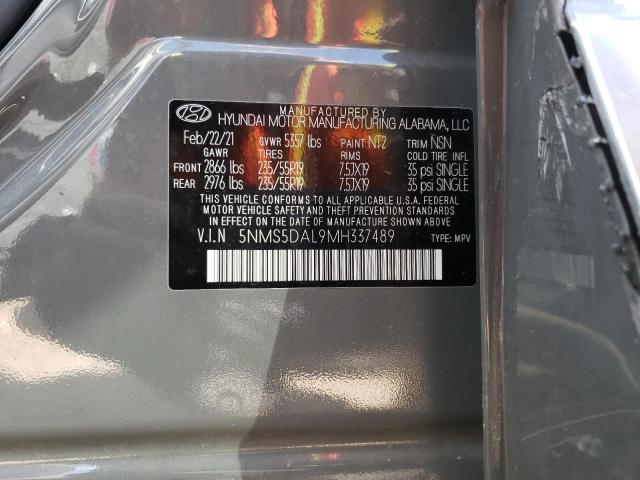 MANUFACTURED BY
HYUNDAI MOTOR MANUFACTURING ALABAMA, LLC
Feb/22/21 GVWR 5357 lbs PAINT NT2 TRIM NSN
GAWR TIRES RIMS COLD TIRE INFL.
FRONT 2866 lbs 235/55R19 7.5JX19 35 psi SINGLE
REAR 2976 lbs 235/55R19 7.5JX19 35 psi SINGLE
THIS VEHICLE CONFORMS TO ALL APPLICABLE U.S.A. FEDERAL
MOTOR VEHICLE SAFETY, BUMPER, AND THEFT PREVENTION
STANDARDS IN EFFECT ON THE DATE OF MANUFACTURE SHOWN ABOVE.
V.I.N 5NMS5DAL9MH337489 TYPE: MPV